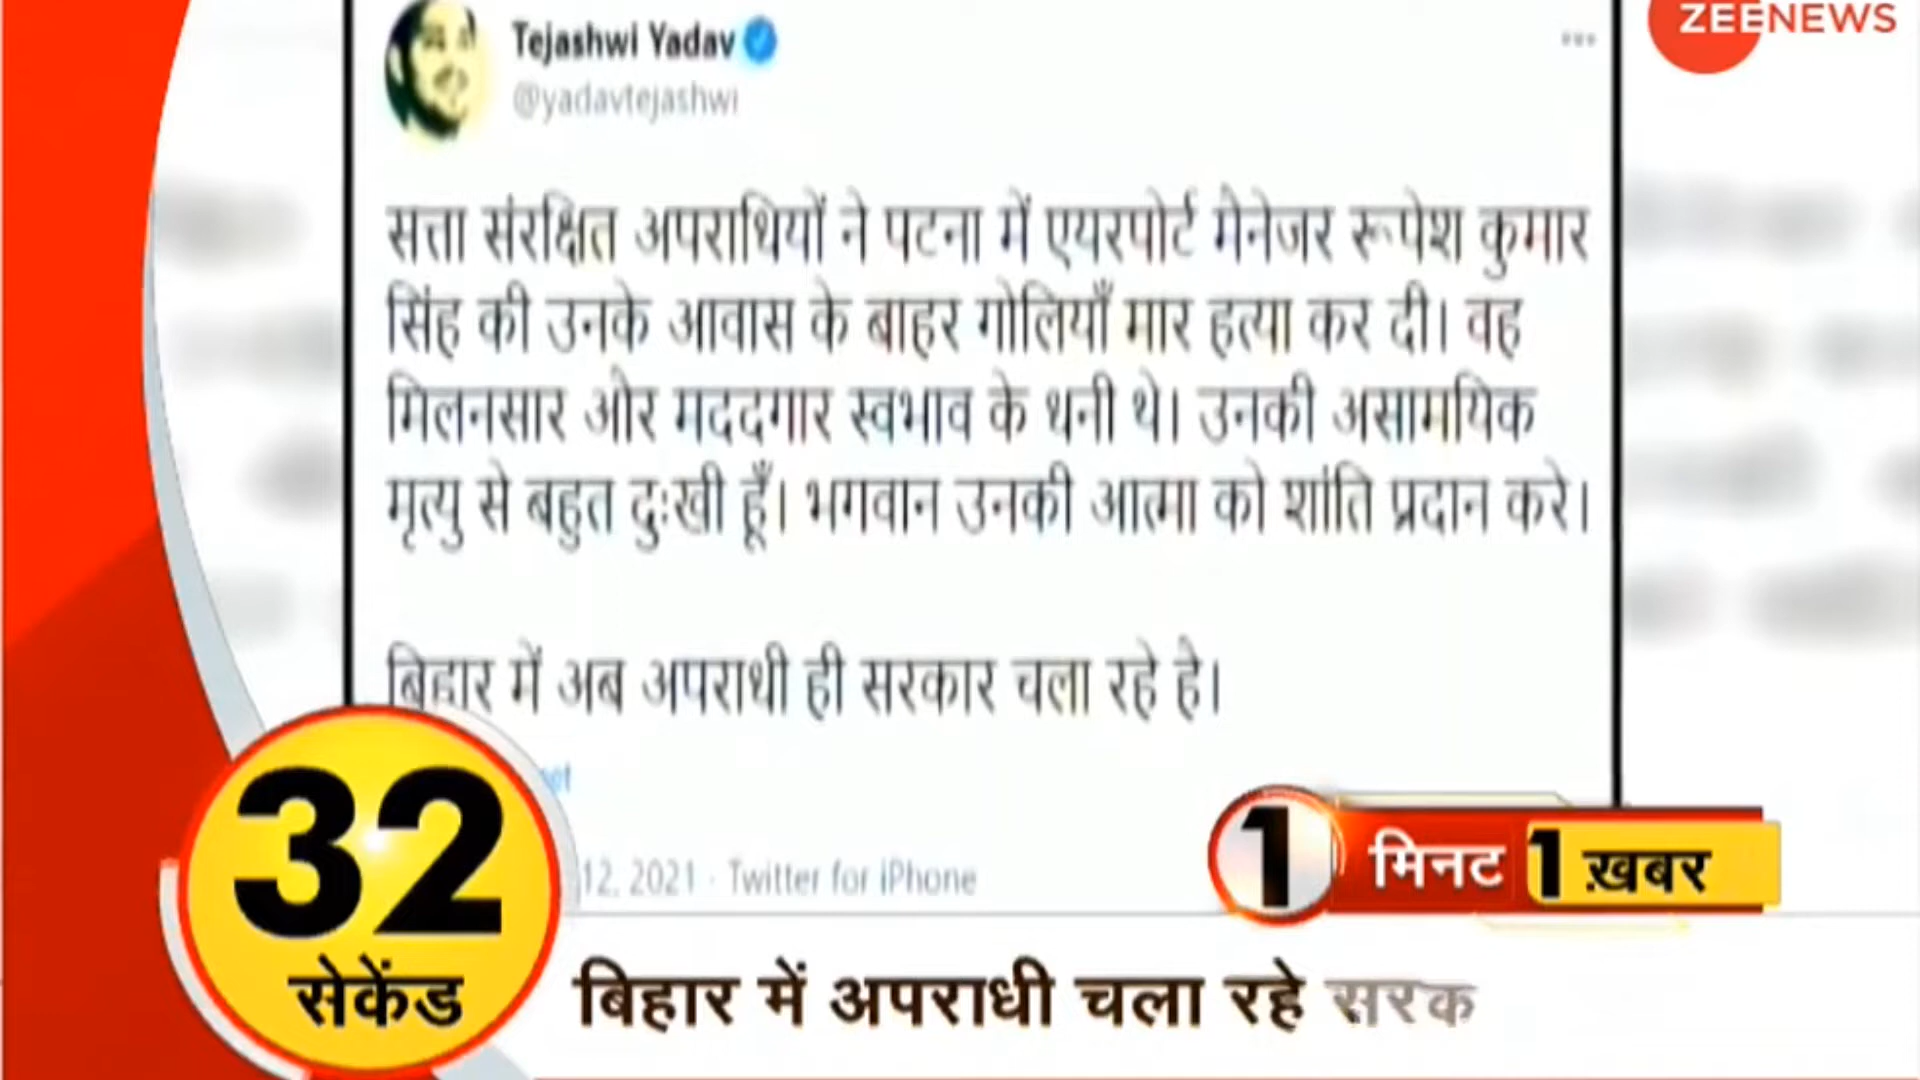 ZEENEWS
Tejashwi Yadav
@yadavtejashwi
सत्ता संरक्षित अपराधियों ने पटना में एयरपोर्ट मैनेजर रूपेश कुमार
सिंह की उनके आवास के बाहर गोलियाँ मार हत्या कर दी। वह
मिलनसार और मददगार स्वभाव के धनी थे। उनकी असामयिक
मृत्यु से बहुत दुःखी हूँ। भगवान उनकी आत्मा को शांति प्रदान करे।
बिहार में अब अपराधी ही सरकार चला रहे है।
12, 2021 · Twitter for iPhone
1 मिनट 1 ख़बर
32
सेकेंड
बिहार में अपराधी चला रहे सरक